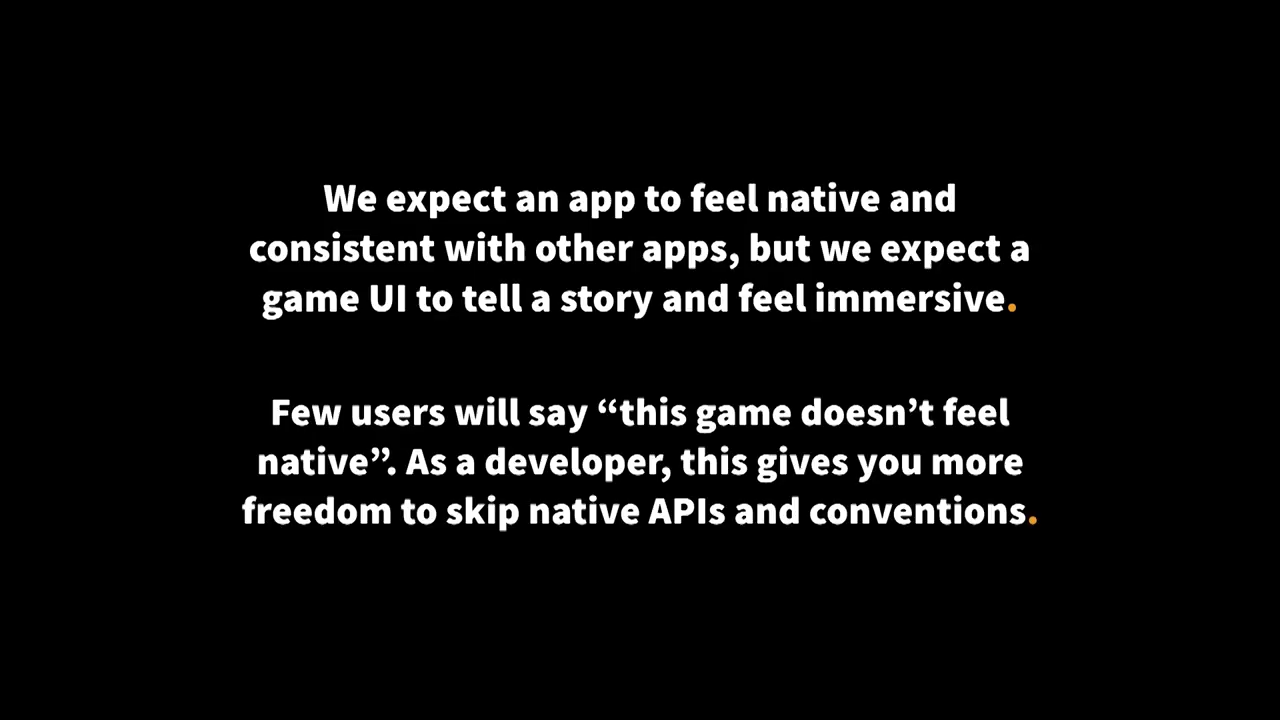 We expect an app to feel native and
consistent with other apps, but we expect a
game UI to tell a story and feel immersive.
Few users will say “this game doesn’t feel
native”. As a developer, this gives you more
freedom to skip native APIs and conventions.